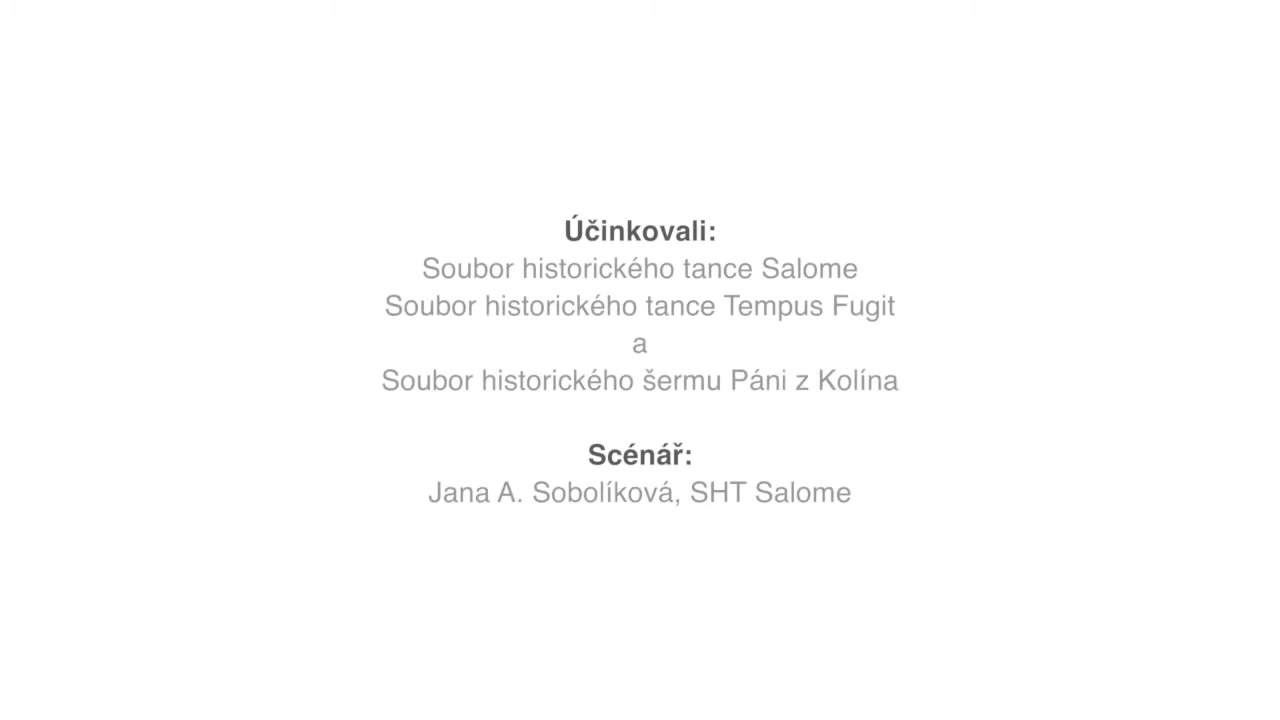 Účinkovali:
Soubor historického tance Salome
Soubor historického tance Tempus Fugit
a
Soubor historického šermu Páni z Kolína
Scénář:
Jana A. Sobolíková, SHT Salome